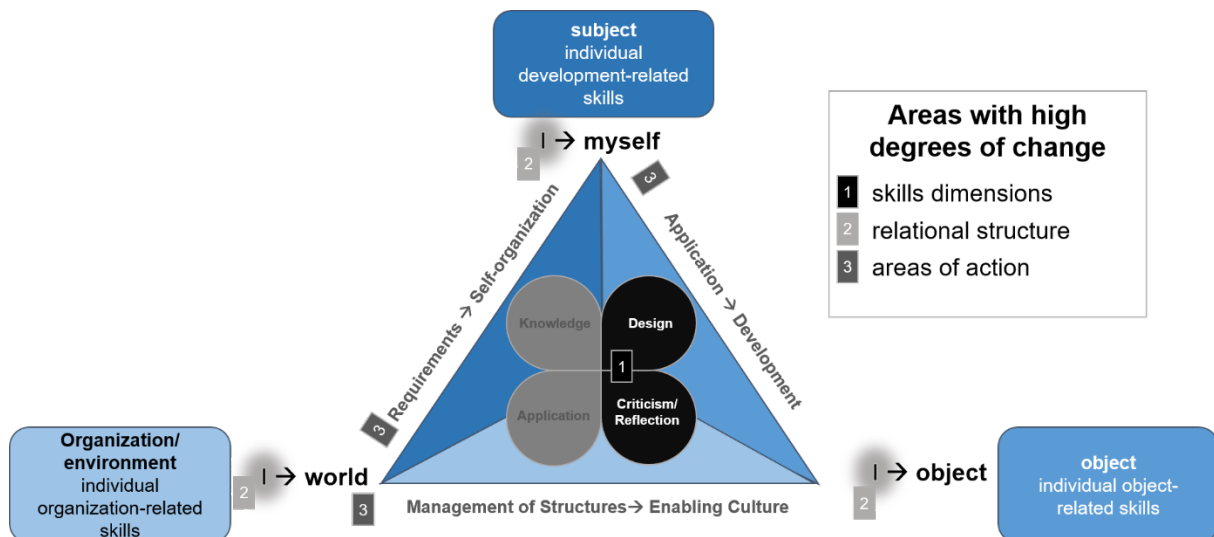 subject
individual
development-related
skills
I → myself
2
3
Areas with high
degrees of change
1 skills dimensions
2 relational structure
3 areas of action
Requirements → Self-organization
3
Application → Development
Knowledge
Design
1
Application
Criticism/
Reflection
Organization/
environment
individual
organization-related
skills
I → world
2
3
Management of Structures→ Enabling Culture
I → object
2
object
individual object-
related skills